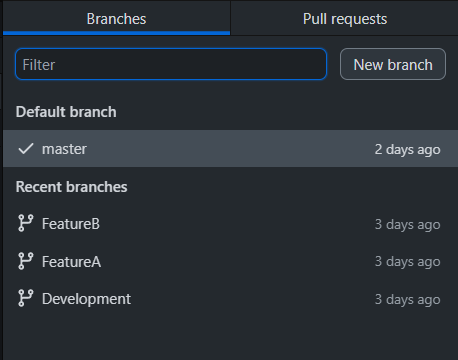 Branches Pull requests
Filter New branch
Default branch
master 2 days ago
Recent branches
FeatureB 3 days ago
FeatureA 3 days ago
Development 3 days ago